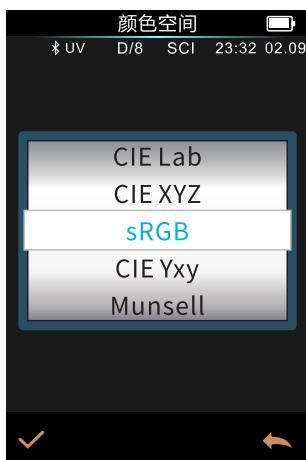 颜色空间
UV D/8 SCI 23:32 02.09
CIE Lab
CIE XYZ
sRGB
CIE Yxy
Munsell